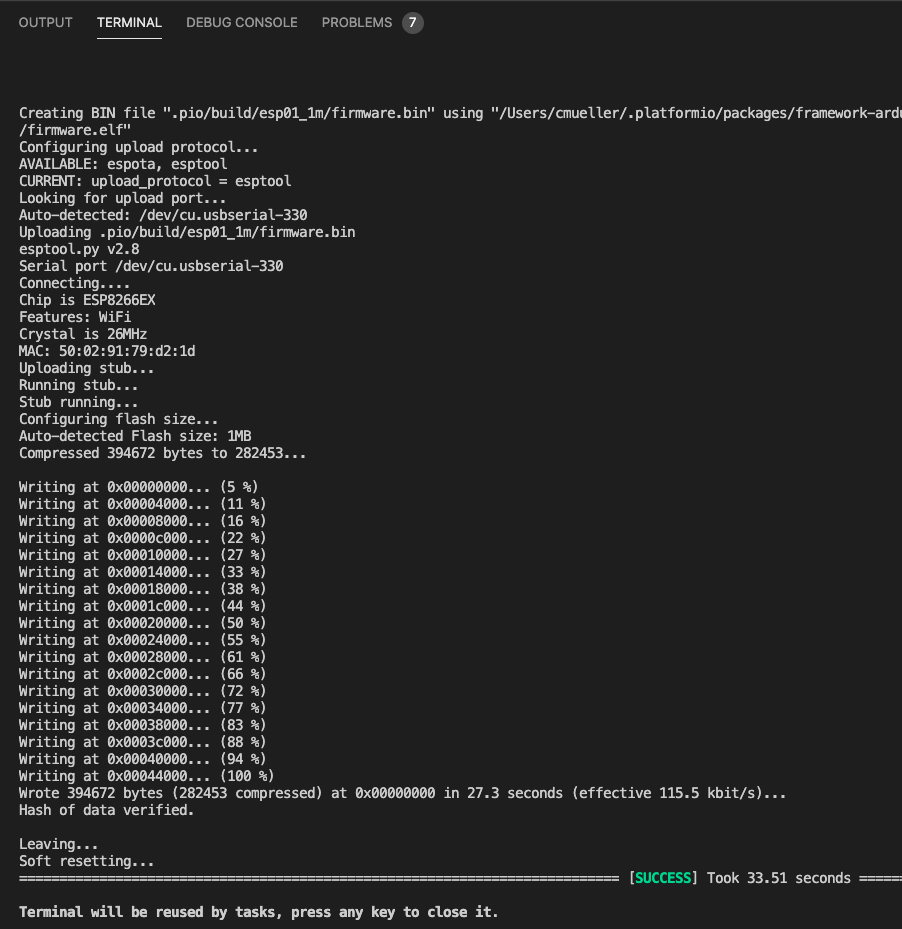 OUTPUT TERMINAL DEBUG CONSOLE PROBLEMS 7
Creating BIN file ".pio/build/esp01_1m/firmware.bin" using "/Users/cmueller/.platformio/packages/framework-ardu
/firmware.elf"
Configuring upload protocol...
AVAILABLE: espota, esptool
CURRENT: upload_protocol = esptool
Looking for upload port...
Auto-detected: /dev/cu.usbserial-330
Uploading .pio/build/esp01_1m/firmware.bin
esptool.py v2.8
Serial port /dev/cu.usbserial-330
Connecting....
Chip is ESP8266EX
Features: WiFi
Crystal is 26MHz
MAC: 50:02:91:79:d2:1d
Uploading stub...
Running stub...
Stub running...
Configuring flash size...
Auto-detected Flash size: 1MB
Compressed 394672 bytes to 282453...
Writing at 0x00000000... (5 %)
Writing at 0x00004000... (11 %)
Writing at 0x00008000... (16 %)
Writing at 0x0000c000... (22 %)
Writing at 0x00010000... (27 %)
Writing at 0x00014000... (33 %)
Writing at 0x00018000... (38 %)
Writing at 0x0001c000... (44 %)
Writing at 0x00020000... (50 %)
Writing at 0x00024000... (55 %)
Writing at 0x00028000... (61 %)
Writing at 0x0002c000... (66 %)
Writing at 0x00030000... (72 %)
Writing at 0x00034000... (77 %)
Writing at 0x00038000... (83 %)
Writing at 0x0003c000... (88 %)
Writing at 0x00040000... (94 %)
Writing at 0x00044000... (100 %)
Wrote 394672 bytes (282453 compressed) at 0x00000000 in 27.3 seconds (effective 115.5 kbit/s)...
Hash of data verified.
Leaving...
Soft resetting...
=========================================================================== [SUCCESS] Took 33.51 seconds ======
Terminal will be reused by tasks, press any key to close it.